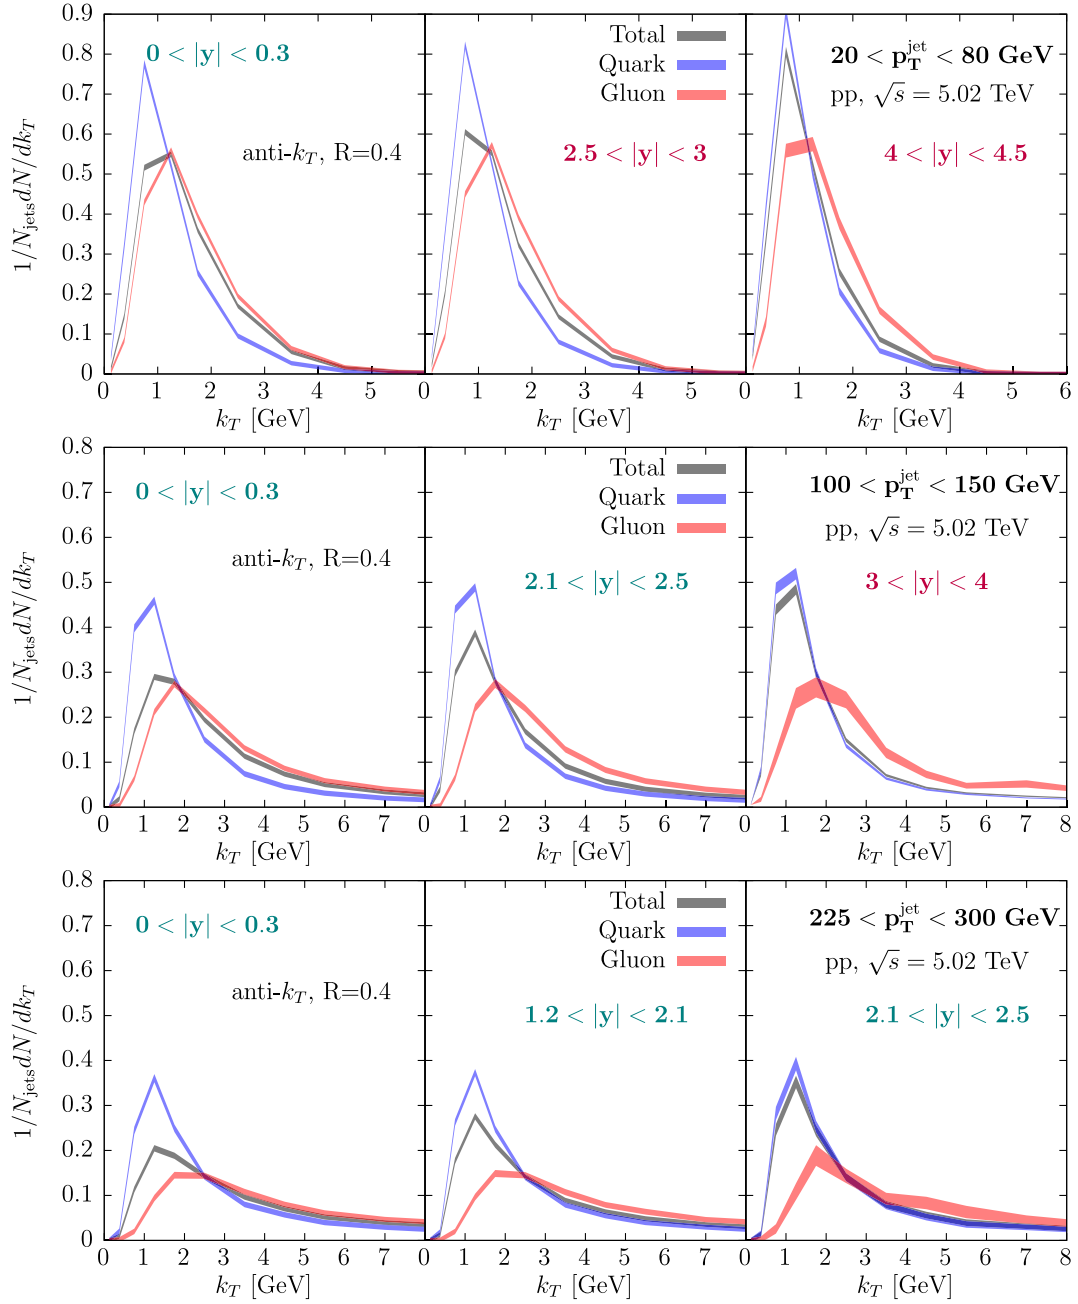 0.9
0.8
0.7
0.6
0.5
0.4
0.3
0.2
0.1
0
1/N_jets dN/dk_T
0 < |y| < 0.3
anti-k_T, R=0.4
Total
Quark
Gluon
2.5 < |y| < 3
20 < p_T^jet < 80 GeV
pp, √s = 5.02 TeV
4 < |y| < 4.5
0 1 2 3 4 5 0 1 2 3 4 5 0 1 2 3 4 5 6
k_T [GeV] k_T [GeV] k_T [GeV]
0.8
0.7
0.6
0.5
0.4
0.3
0.2
0.1
0
1/N_jets dN/dk_T
0 < |y| < 0.3
anti-k_T, R=0.4
Total
Quark
Gluon
2.1 < |y| < 2.5
100 < p_T^jet < 150 GeV
pp, √s = 5.02 TeV
3 < |y| < 4
0 1 2 3 4 5 6 7 0 1 2 3 4 5 6 7 0 1 2 3 4 5 6 7 8
k_T [GeV] k_T [GeV] k_T [GeV]
0.8
0.7
0.6
0.5
0.4
0.3
0.2
0.1
0
1/N_jets dN/dk_T
0 < |y| < 0.3
anti-k_T, R=0.4
Total
Quark
Gluon
1.2 < |y| < 2.1
225 < p_T^jet < 300 GeV
pp, √s = 5.02 TeV
2.1 < |y| < 2.5
0 1 2 3 4 5 6 7 0 1 2 3 4 5 6 7 0 1 2 3 4 5 6 7 8
k_T [GeV] k_T [GeV] k_T [GeV]